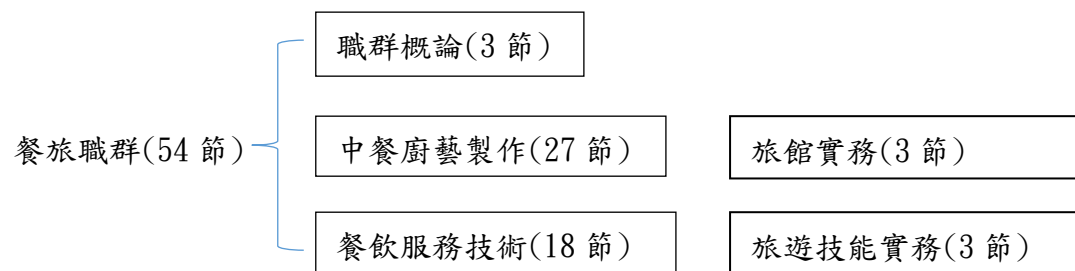 職群概論(3 節)
餐旅職群(54 節)
中餐廚藝製作(27 節)
旅館實務(3 節)
餐飲服務技術(18 節)
旅遊技能實務(3 節)